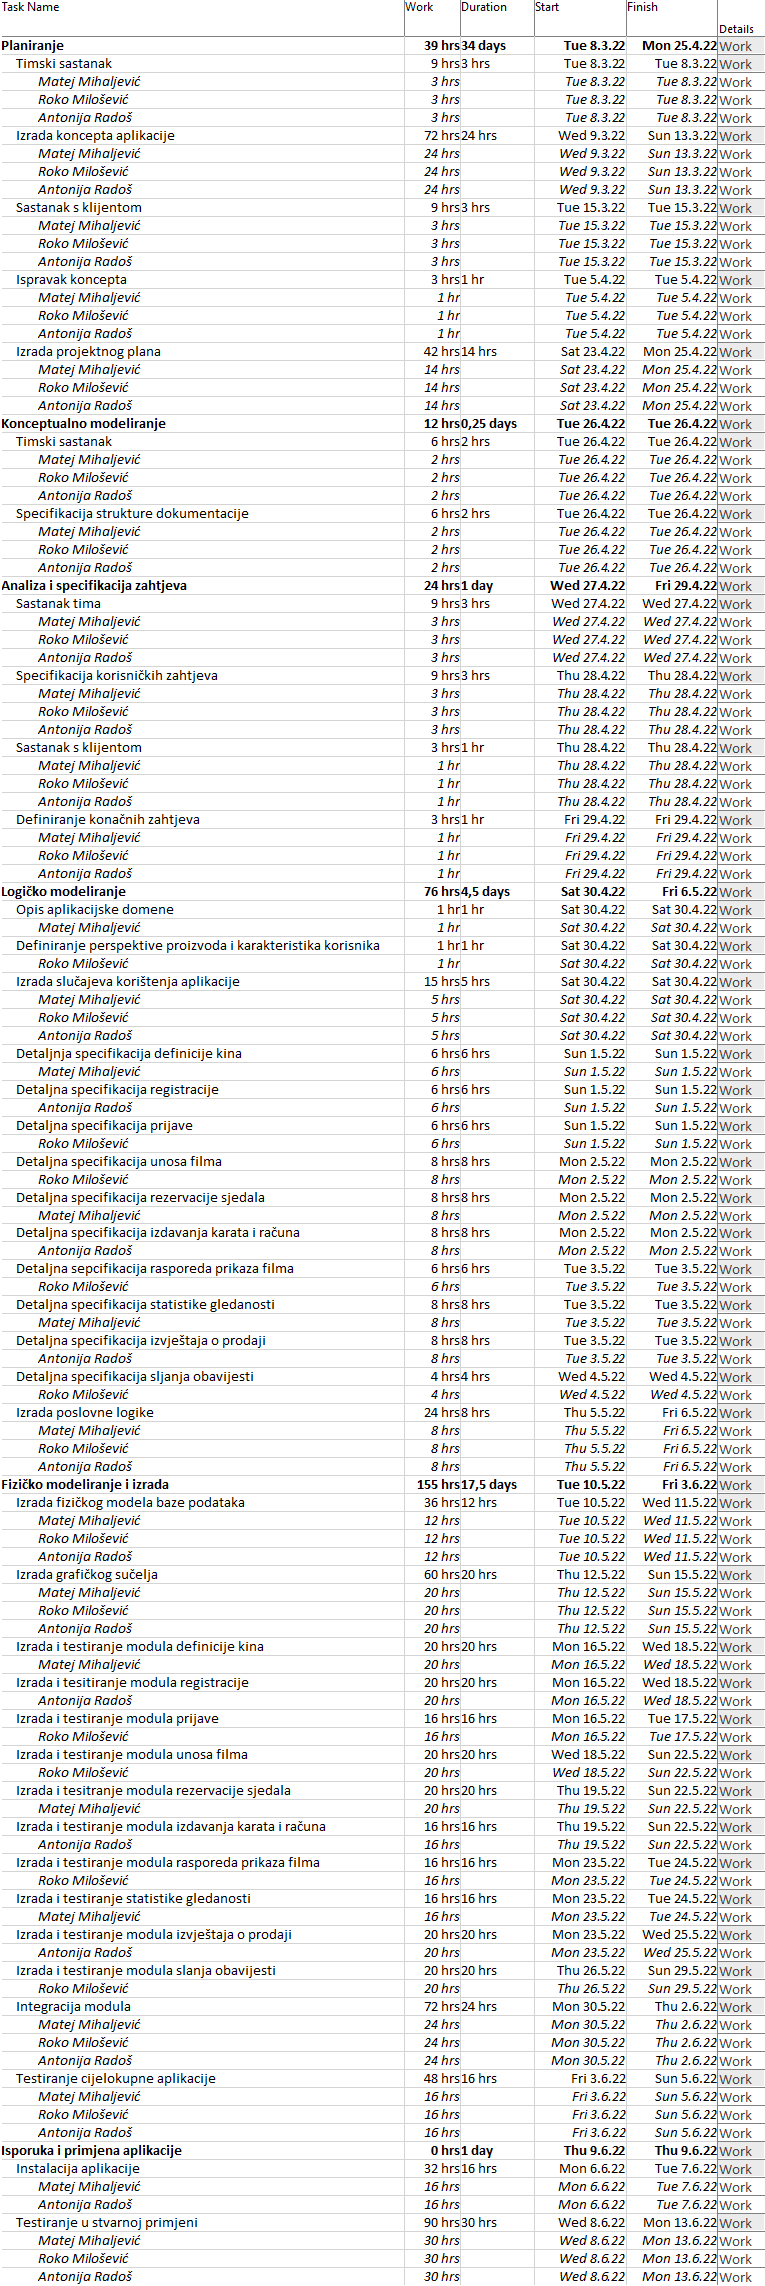 Task Name Work Duration Start Finish Details
Planiranje 39 hrs 34 days Tue 8.3.22 Mon 25.4.22 Work
Timski sastanak 9 hrs 3 hrs Tue 8.3.22 Tue 8.3.22 Work
Matej Mihaljević 3 hrs Tue 8.3.22 Tue 8.3.22 Work
Roko Milošević 3 hrs Tue 8.3.22 Tue 8.3.22 Work
Antonija Radoš 3 hrs Tue 8.3.22 Tue 8.3.22 Work
Izrada koncepta aplikacije 72 hrs 24 hrs Wed 9.3.22 Sun 13.3.22 Work
Matej Mihaljević 24 hrs Wed 9.3.22 Sun 13.3.22 Work
Roko Milošević 24 hrs Wed 9.3.22 Sun 13.3.22 Work
Antonija Radoš 24 hrs Wed 9.3.22 Sun 13.3.22 Work
Sastanak s klijentom 9 hrs 3 hrs Tue 15.3.22 Tue 15.3.22 Work
Matej Mihaljević 3 hrs Tue 15.3.22 Tue 15.3.22 Work
Roko Milošević 3 hrs Tue 15.3.22 Tue 15.3.22 Work
Antonija Radoš 3 hrs Tue 15.3.22 Tue 15.3.22 Work
Ispravak koncepta 3 hrs 1 hr Tue 5.4.22 Tue 5.4.22 Work
Matej Mihaljević 1 hr Tue 5.4.22 Tue 5.4.22 Work
Roko Milošević 1 hr Tue 5.4.22 Tue 5.4.22 Work
Antonija Radoš 1 hr Tue 5.4.22 Tue 5.4.22 Work
Izrada projektnog plana 42 hrs 14 hrs Sat 23.4.22 Mon 25.4.22 Work
Matej Mihaljević 14 hrs Sat 23.4.22 Mon 25.4.22 Work
Roko Milošević 14 hrs Sat 23.4.22 Mon 25.4.22 Work
Antonija Radoš 14 hrs Sat 23.4.22 Mon 25.4.22 Work
Konceptualno modeliranje 12 hrs 0,25 days Tue 26.4.22 Tue 26.4.22 Work
Timski sastanak 6 hrs 2 hrs Tue 26.4.22 Tue 26.4.22 Work
Matej Mihaljević 2 hrs Tue 26.4.22 Tue 26.4.22 Work
Roko Milošević 2 hrs Tue 26.4.22 Tue 26.4.22 Work
Antonija Radoš 2 hrs Tue 26.4.22 Tue 26.4.22 Work
Specifikacija strukture dokumentacije 6 hrs 2 hrs Tue 26.4.22 Tue 26.4.22 Work
Matej Mihaljević 2 hrs Tue 26.4.22 Tue 26.4.22 Work
Roko Milošević 2 hrs Tue 26.4.22 Tue 26.4.22 Work
Antonija Radoš 2 hrs Tue 26.4.22 Tue 26.4.22 Work
Analiza i specifikacija zahtjeva 24 hrs 1 day Wed 27.4.22 Fri 29.4.22 Work
Sastanak tima 9 hrs 3 hrs Wed 27.4.22 Wed 27.4.22 Work
Matej Mihaljević 3 hrs Wed 27.4.22 Wed 27.4.22 Work
Roko Milošević 3 hrs Wed 27.4.22 Wed 27.4.22 Work
Antonija Radoš 3 hrs Wed 27.4.22 Wed 27.4.22 Work
Specifikacija korisničkih zahtjeva 9 hrs 3 hrs Thu 28.4.22 Thu 28.4.22 Work
Matej Mihaljević 3 hrs Thu 28.4.22 Thu 28.4.22 Work
Roko Milošević 3 hrs Thu 28.4.22 Thu 28.4.22 Work
Antonija Radoš 3 hrs Thu 28.4.22 Thu 28.4.22 Work
Sastanak s klijentom 3 hrs 1 hr Thu 28.4.22 Thu 28.4.22 Work
Matej Mihaljević 1 hr Thu 28.4.22 Thu 28.4.22 Work
Roko Milošević 1 hr Thu 28.4.22 Thu 28.4.22 Work
Antonija Radoš 1 hr Thu 28.4.22 Thu 28.4.22 Work
Definiranje konačnih zahtjeva 3 hrs 1 hr Fri 29.4.22 Fri 29.4.22 Work
Matej Mihaljević 1 hr Fri 29.4.22 Fri 29.4.22 Work
Roko Milošević 1 hr Fri 29.4.22 Fri 29.4.22 Work
Antonija Radoš 1 hr Fri 29.4.22 Fri 29.4.22 Work
Logičko modeliranje 76 hrs 4,5 days Sat 30.4.22 Fri 6.5.22 Work
Opis aplikacijske domene 1 hr 1 hr Sat 30.4.22 Sat 30.4.22 Work
Matej Mihaljević 1 hr Sat 30.4.22 Sat 30.4.22 Work
Definiranje perspektive proizvoda i karakteristika korisnika 1 hr 1 hr Sat 30.4.22 Sat 30.4.22 Work
Roko Milošević 1 hr Sat 30.4.22 Sat 30.4.22 Work
Izrada slučajeva korištenja aplikacije 15 hrs 5 hrs Sat 30.4.22 Sat 30.4.22 Work
Matej Mihaljević 5 hrs Sat 30.4.22 Sat 30.4.22 Work
Roko Milošević 5 hrs Sat 30.4.22 Sat 30.4.22 Work
Antonija Radoš 5 hrs Sat 30.4.22 Sat 30.4.22 Work
Detaljnja specifikacija definicije kina 6 hrs 6 hrs Sun 1.5.22 Sun 1.5.22 Work
Matej Mihaljević 6 hrs Sun 1.5.22 Sun 1.5.22 Work
Detaljna specifikacija registracije 6 hrs 6 hrs Sun 1.5.22 Sun 1.5.22 Work
Antonija Radoš 6 hrs Sun 1.5.22 Sun 1.5.22 Work
Detaljna specifikacija prijave 6 hrs 6 hrs Sun 1.5.22 Sun 1.5.22 Work
Roko Milošević 6 hrs Sun 1.5.22 Sun 1.5.22 Work
Detaljna specifikacija unosa filma 8 hrs 8 hrs Mon 2.5.22 Mon 2.5.22 Work
Roko Milošević 8 hrs Mon 2.5.22 Mon 2.5.22 Work
Detaljna specifikacija rezervacije sjedala 8 hrs 8 hrs Mon 2.5.22 Mon 2.5.22 Work
Matej Mihaljević 8 hrs Mon 2.5.22 Mon 2.5.22 Work
Detaljna specifikacija izdavanja karata i računa 8 hrs 8 hrs Mon 2.5.22 Mon 2.5.22 Work
Antonija Radoš 8 hrs Mon 2.5.22 Mon 2.5.22 Work
Detaljna sepcifikacija rasporeda prikaza filma 6 hrs 6 hrs Tue 3.5.22 Tue 3.5.22 Work
Roko Milošević 6 hrs Tue 3.5.22 Tue 3.5.22 Work
Detaljna specifikacija statistike gledanosti 8 hrs 8 hrs Tue 3.5.22 Tue 3.5.22 Work
Matej Mihaljević 8 hrs Tue 3.5.22 Tue 3.5.22 Work
Detaljna specifikacija izvještaja o prodaji 8 hrs 8 hrs Tue 3.5.22 Tue 3.5.22 Work
Antonija Radoš 8 hrs Tue 3.5.22 Tue 3.5.22 Work
Detaljna specifikacija sljanja obavijesti 4 hrs 4 hrs Wed 4.5.22 Wed 4.5.22 Work
Roko Milošević 4 hrs Wed 4.5.22 Wed 4.5.22 Work
Izrada poslovne logike 24 hrs 8 hrs Thu 5.5.22 Fri 6.5.22 Work
Matej Mihaljević 8 hrs Thu 5.5.22 Fri 6.5.22 Work
Roko Milošević 8 hrs Thu 5.5.22 Fri 6.5.22 Work
Antonija Radoš 8 hrs Thu 5.5.22 Fri 6.5.22 Work
Fizičko modeliranje i izrada 155 hrs 17,5 days Tue 10.5.22 Fri 3.6.22 Work
Izrada fizičkog modela baze podataka 36 hrs 12 hrs Tue 10.5.22 Wed 11.5.22 Work
Matej Mihaljević 12 hrs Tue 10.5.22 Wed 11.5.22 Work
Roko Milošević 12 hrs Tue 10.5.22 Wed 11.5.22 Work
Antonija Radoš 12 hrs Tue 10.5.22 Wed 11.5.22 Work
Izrada grafičkog sučelja 60 hrs 20 hrs Thu 12.5.22 Sun 15.5.22 Work
Matej Mihaljević 20 hrs Thu 12.5.22 Sun 15.5.22 Work
Roko Milošević 20 hrs Thu 12.5.22 Sun 15.5.22 Work
Antonija Radoš 20 hrs Thu 12.5.22 Sun 15.5.22 Work
Izrada i testiranje modula definicije kina 20 hrs 20 hrs Mon 16.5.22 Wed 18.5.22 Work
Matej Mihaljević 20 hrs Mon 16.5.22 Wed 18.5.22 Work
Izrada i tesitiranje modula registracije 20 hrs 20 hrs Mon 16.5.22 Wed 18.5.22 Work
Antonija Radoš 20 hrs Mon 16.5.22 Wed 18.5.22 Work
Izrada i testiranje modula prijave 16 hrs 16 hrs Mon 16.5.22 Tue 17.5.22 Work
Roko Milošević 16 hrs Mon 16.5.22 Tue 17.5.22 Work
Izrada i testiranje modula unosa filma 20 hrs 20 hrs Wed 18.5.22 Sun 22.5.22 Work
Roko Milošević 20 hrs Wed 18.5.22 Sun 22.5.22 Work
Izrada i tesitranje modula rezervacije sjedala 20 hrs 20 hrs Thu 19.5.22 Sun 22.5.22 Work
Matej Mihaljević 20 hrs Thu 19.5.22 Sun 22.5.22 Work
Izrada i testiranje modula izdavanja karata i računa 16 hrs 16 hrs Thu 19.5.22 Sun 22.5.22 Work
Antonija Radoš 16 hrs Thu 19.5.22 Sun 22.5.22 Work
Izrada i testiranje modula rasporeda prikaza filma 16 hrs 16 hrs Mon 23.5.22 Tue 24.5.22 Work
Roko Milošević 16 hrs Mon 23.5.22 Tue 24.5.22 Work
Izrada i testiranje statistike gledanosti 16 hrs 16 hrs Mon 23.5.22 Tue 24.5.22 Work
Matej Mihaljević 16 hrs Mon 23.5.22 Tue 24.5.22 Work
Izrada i testiranje modula izvještaja o prodaji 20 hrs 20 hrs Mon 23.5.22 Wed 25.5.22 Work
Antonija Radoš 20 hrs Mon 23.5.22 Wed 25.5.22 Work
Izrada i testiranje modula slanja obavijesti 20 hrs 20 hrs Thu 26.5.22 Sun 29.5.22 Work
Roko Milošević 20 hrs Thu 26.5.22 Sun 29.5.22 Work
Integracija modula 72 hrs 24 hrs Mon 30.5.22 Thu 2.6.22 Work
Matej Mihaljević 24 hrs Mon 30.5.22 Thu 2.6.22 Work
Roko Milošević 24 hrs Mon 30.5.22 Thu 2.6.22 Work
Antonija Radoš 24 hrs Mon 30.5.22 Thu 2.6.22 Work
Testiranje cijelokupne aplikacije 48 hrs 16 hrs Fri 3.6.22 Sun 5.6.22 Work
Matej Mihaljević 16 hrs Fri 3.6.22 Sun 5.6.22 Work
Roko Milošević 16 hrs Fri 3.6.22 Sun 5.6.22 Work
Antonija Radoš 16 hrs Fri 3.6.22 Sun 5.6.22 Work
Isporuka i primjena aplikacije 0 hrs 1 day Thu 9.6.22 Thu 9.6.22 Work
Instalacija aplikacije 32 hrs 16 hrs Mon 6.6.22 Tue 7.6.22 Work
Matej Mihaljević 16 hrs Mon 6.6.22 Tue 7.6.22 Work
Antonija Radoš 16 hrs Mon 6.6.22 Tue 7.6.22 Work
Testiranje u stvarnoj primjeni 90 hrs 30 hrs Wed 8.6.22 Mon 13.6.22 Work
Matej Mihaljević 30 hrs Wed 8.6.22 Mon 13.6.22 Work
Roko Milošević 30 hrs Wed 8.6.22 Mon 13.6.22 Work
Antonija Radoš 30 hrs Wed 8.6.22 Mon 13.6.22 Work